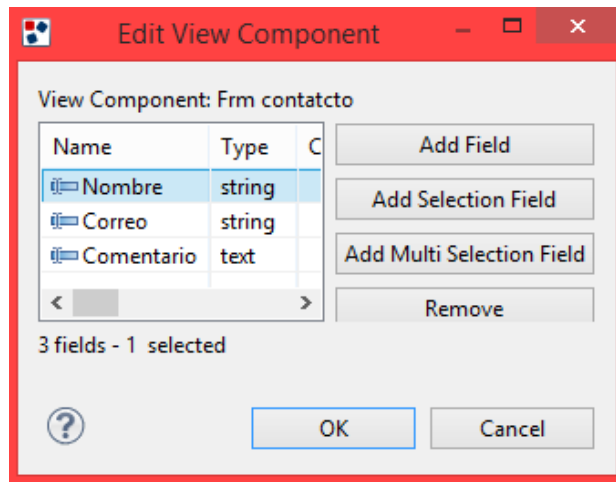 Edit View Component
View Component: Frm contatcto
Name Type C
Nombre string
Correo string
Comentario text
Add Field
Add Selection Field
Add Multi Selection Field
Remove
3 fields - 1 selected
OK Cancel